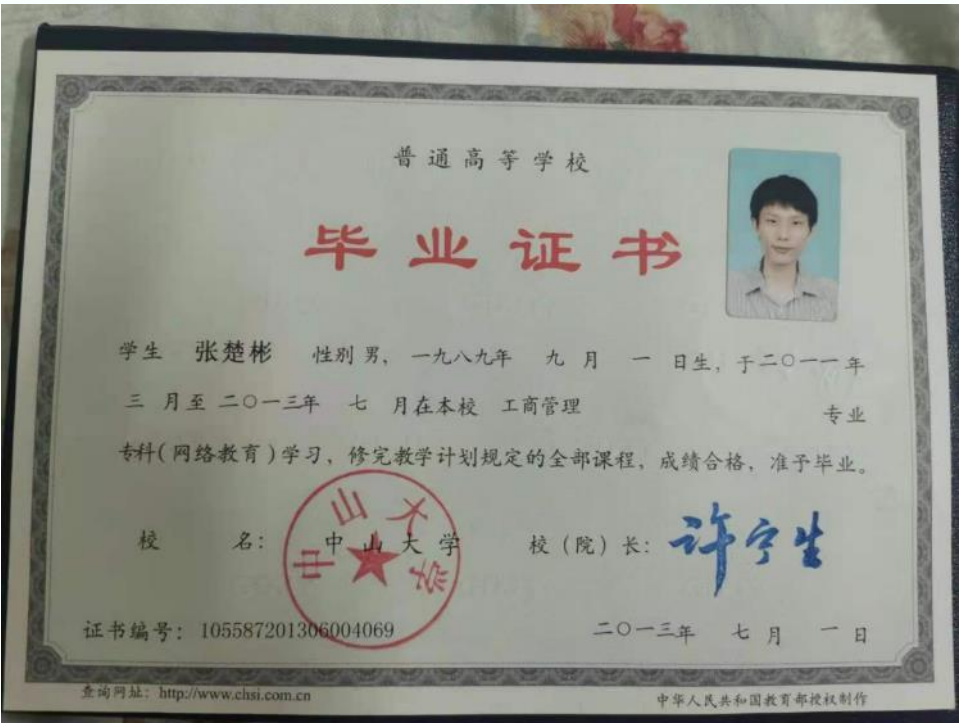 普通高等学校
毕业证书
学生 张楚彬 性别 男, 一九八九年 九 月 一 日生, 于二〇一一年
三 月至 二〇一三年 七 月在本校 工商管理 专业
专科(网络教育)学习, 修完教学计划规定的全部课程, 成绩合格, 准予毕业。
中山大学
校 名: 中山大学 校(院)长: 许宁生
证书编号: 105587201306004069 二〇一三年 七 月 一 日
查询网址: http://www.chsi.com.cn 中华人民共和国教育部授权制作